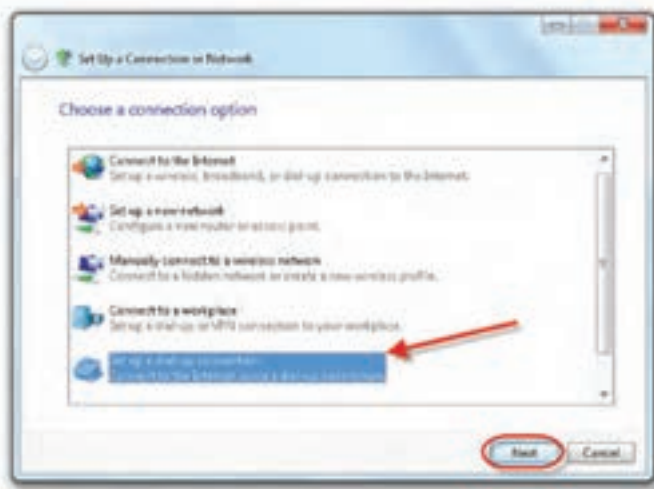 Set Up a Connection or Network
Choose a connection option
Connect to the Internet
Set up a wireless, broadband, or dial-up connection to the Internet.
Set up a new network
Configure a new router or access point.
Manually connect to a wireless network
Connect to a hidden network or create a new wireless profile.
Connect to a workplace
Set up a dial-up or VPN connection to your workplace.
Set up a dial-up connection
Connect to the Internet using a dial-up connection.
Next
Cancel